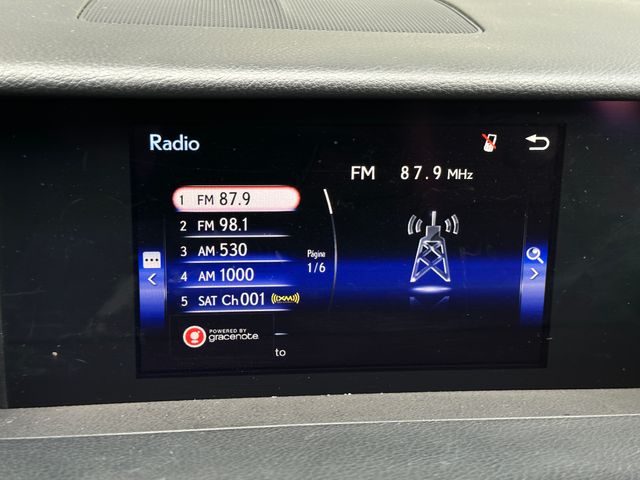 Radio
FM 87.9 MHz
1 FM 87.9
2 FM 98.1
3 AM 530
4 AM 1000
5 SAT Ch001 ((XM))
Página
1/6
POWERED BY
gracenote.
to